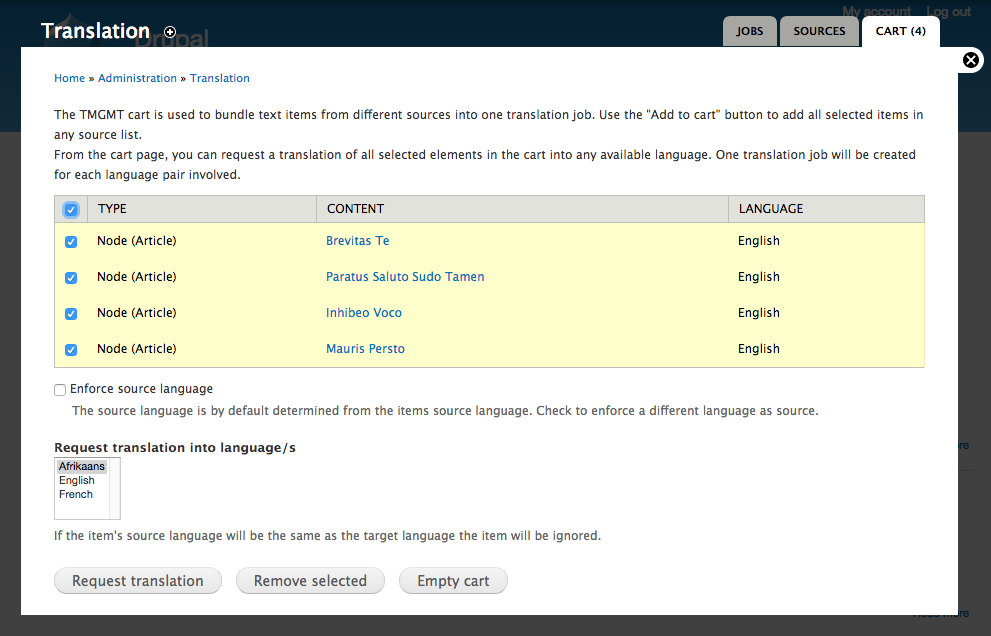 My account Log out
Translation
Drupal
JOBS SOURCES CART (4)
Home » Administration » Translation
The TMGMT cart is used to bundle text items from different sources into one translation job. Use the "Add to cart" button to add all selected items in
any source list.
From the cart page, you can request a translation of all selected elements in the cart into any available language. One translation job will be created
for each language pair involved.
TYPE CONTENT LANGUAGE
Node (Article) Brevitas Te English
Node (Article) Paratus Saluto Sudo Tamen English
Node (Article) Inhibeo Voco English
Node (Article) Mauris Persto English
Enforce source language
The source language is by default determined from the items source language. Check to enforce a different language as source.
Request translation into language/s
Afrikaans
English
French
If the item's source language will be the same as the target language the item will be ignored.
Request translation Remove selected Empty cart
Read more